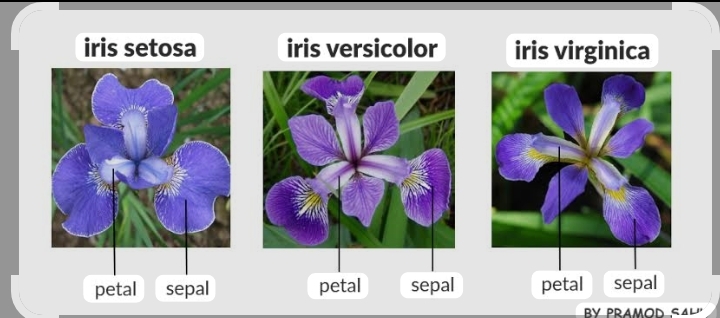 iris setosa
iris versicolor
iris virginica
petal
sepal
petal
sepal
petal
sepal
BY PRAMOD